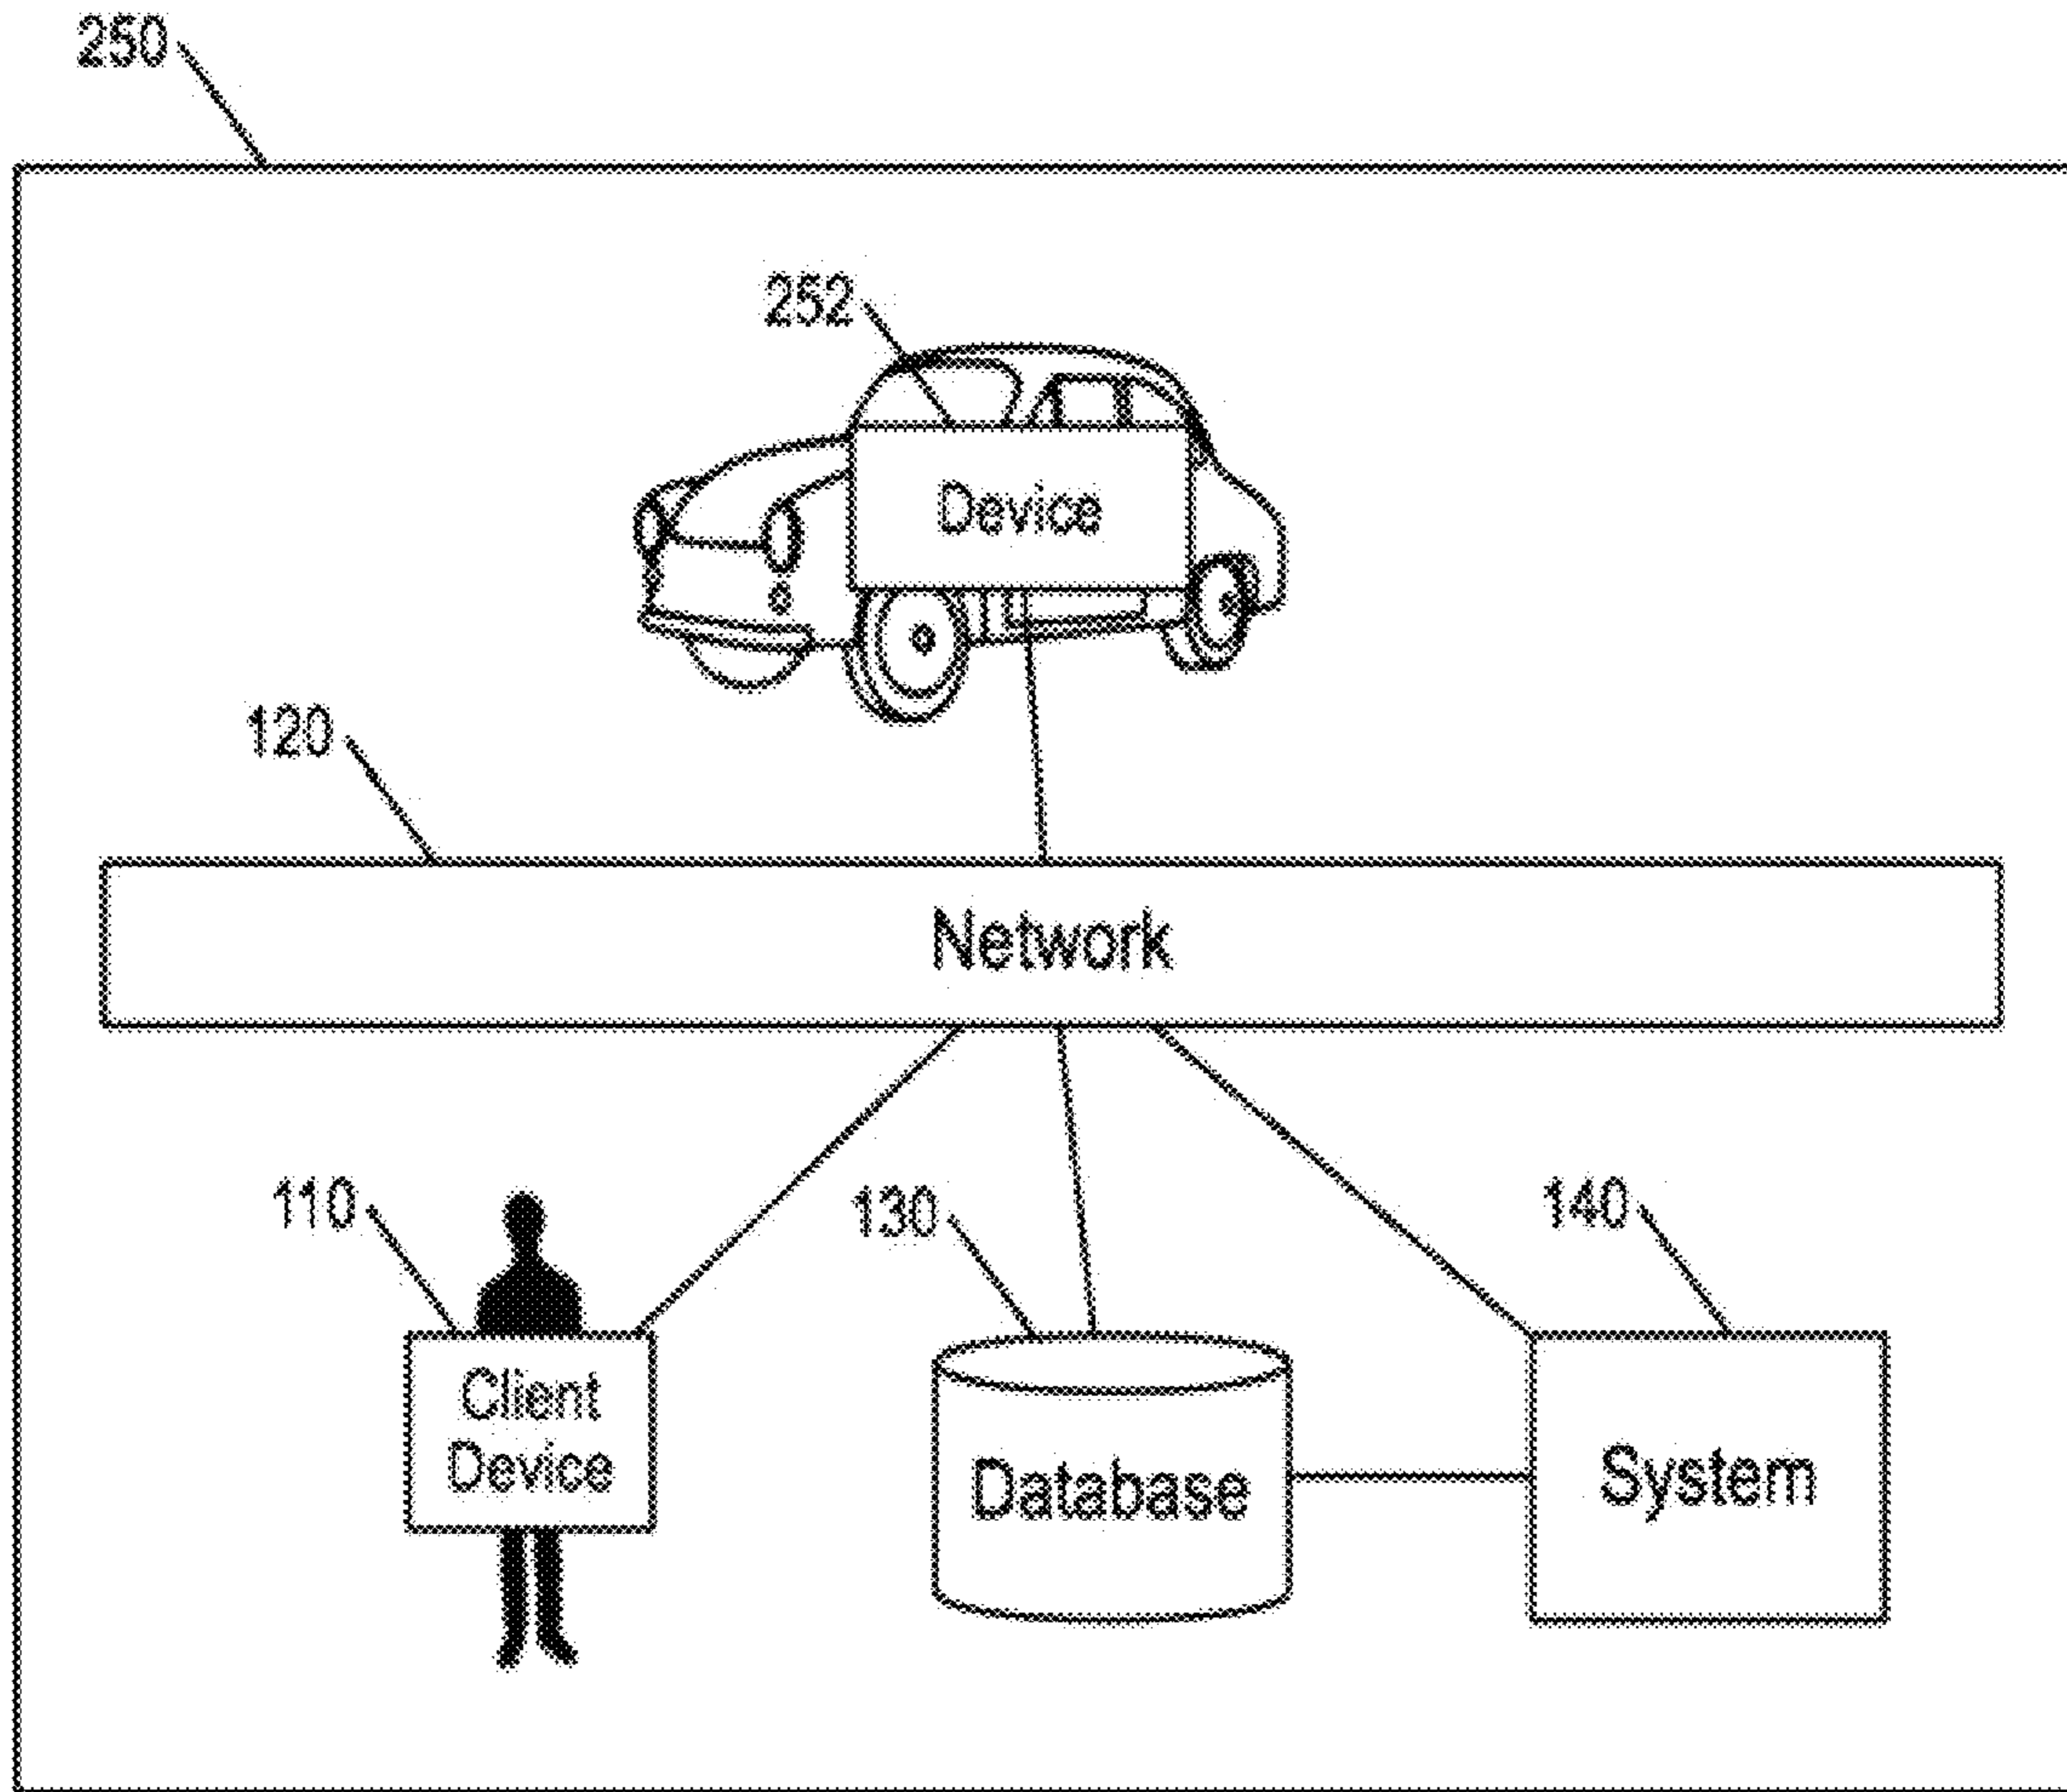 250
252
Device
120
Network
110
130
140
Client
Device
Database
System